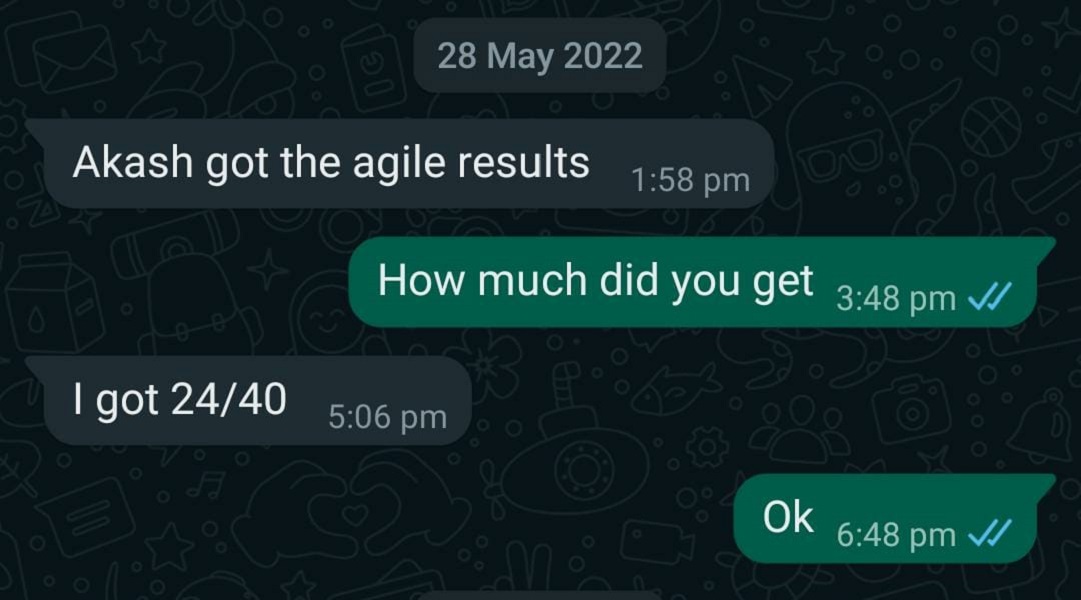 28 May 2022
Akash got the agile results 1:58 pm
How much did you get 3:48 pm
I got 24/40 5:06 pm
Ok 6:48 pm